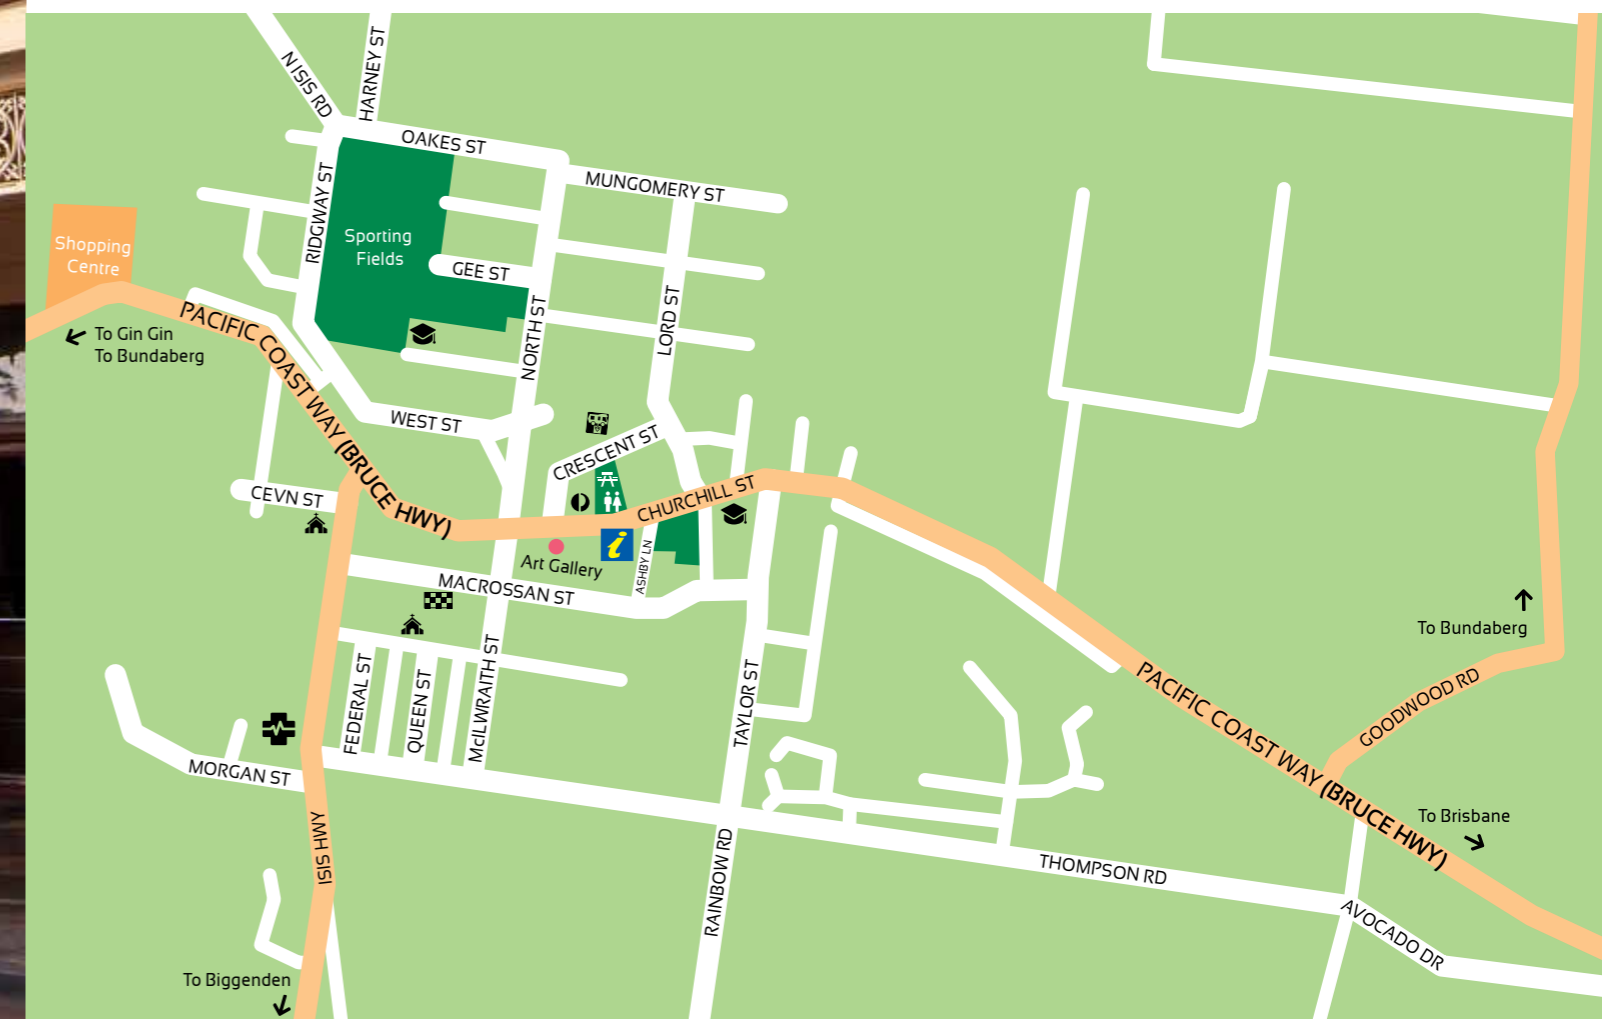 N ISIS RD
HARNEY ST
OAKES ST
MUNGOMERY ST
RIDGWAY ST
Sporting
Fields
GEE ST
Shopping
Centre
NORTH ST
LORD ST
To Gin Gin
To Bundaberg
PACIFIC COAST WAY (BRUCE HWY)
WEST ST
CRESCENT ST
CEVN ST
CHURCHILL ST
i
Art Gallery
ASHBY LN
MACROSSAN ST
FEDERAL ST
QUEEN ST
McILWRAITH ST
TAYLOR ST
To Bundaberg
GOODWOOD RD
PACIFIC COAST WAY (BRUCE HWY)
MORGAN ST
ISIS HWY
To Brisbane
RAINBOW RD
THOMPSON RD
AVOCADO DR
To Biggenden